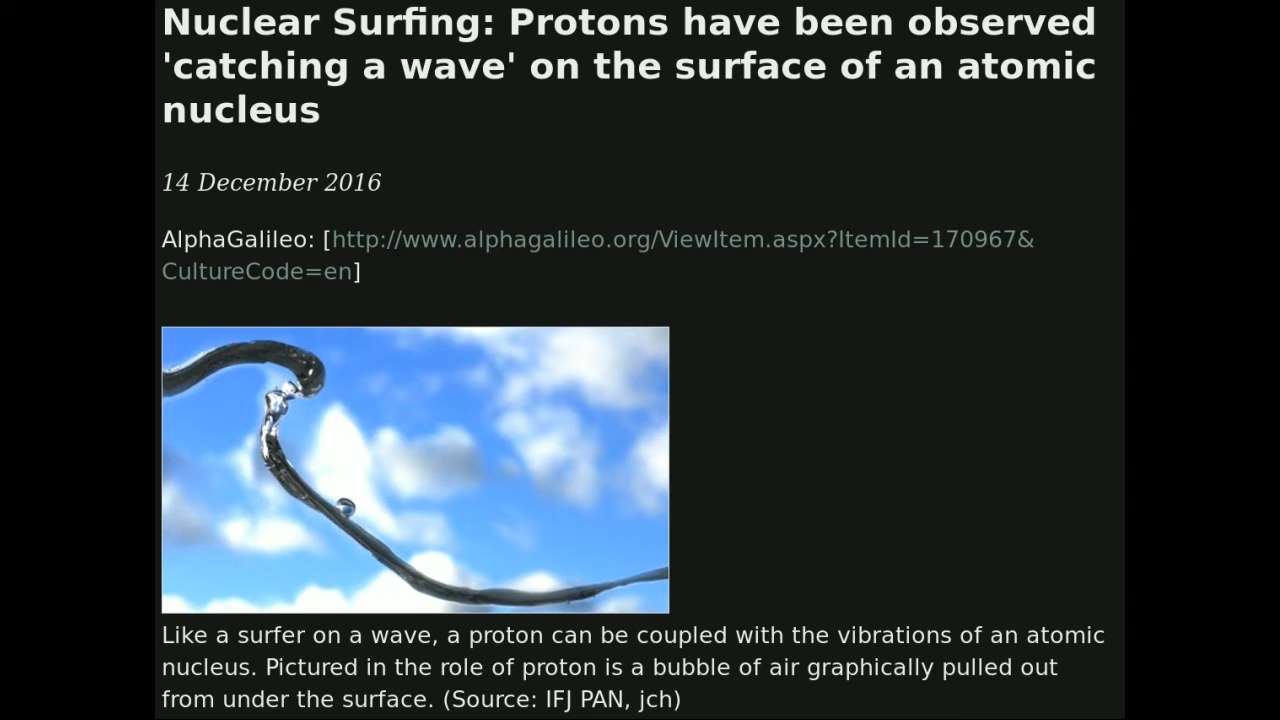 Nuclear Surfing: Protons have been observed
'catching a wave' on the surface of an atomic
nucleus
14 December 2016
AlphaGalileo: [http://www.alphagalileo.org/ViewItem.aspx?ItemId=170967&
CultureCode=en]
Like a surfer on a wave, a proton can be coupled with the vibrations of an atomic
nucleus. Pictured in the role of proton is a bubble of air graphically pulled out
from under the surface. (Source: IFJ PAN, jch)